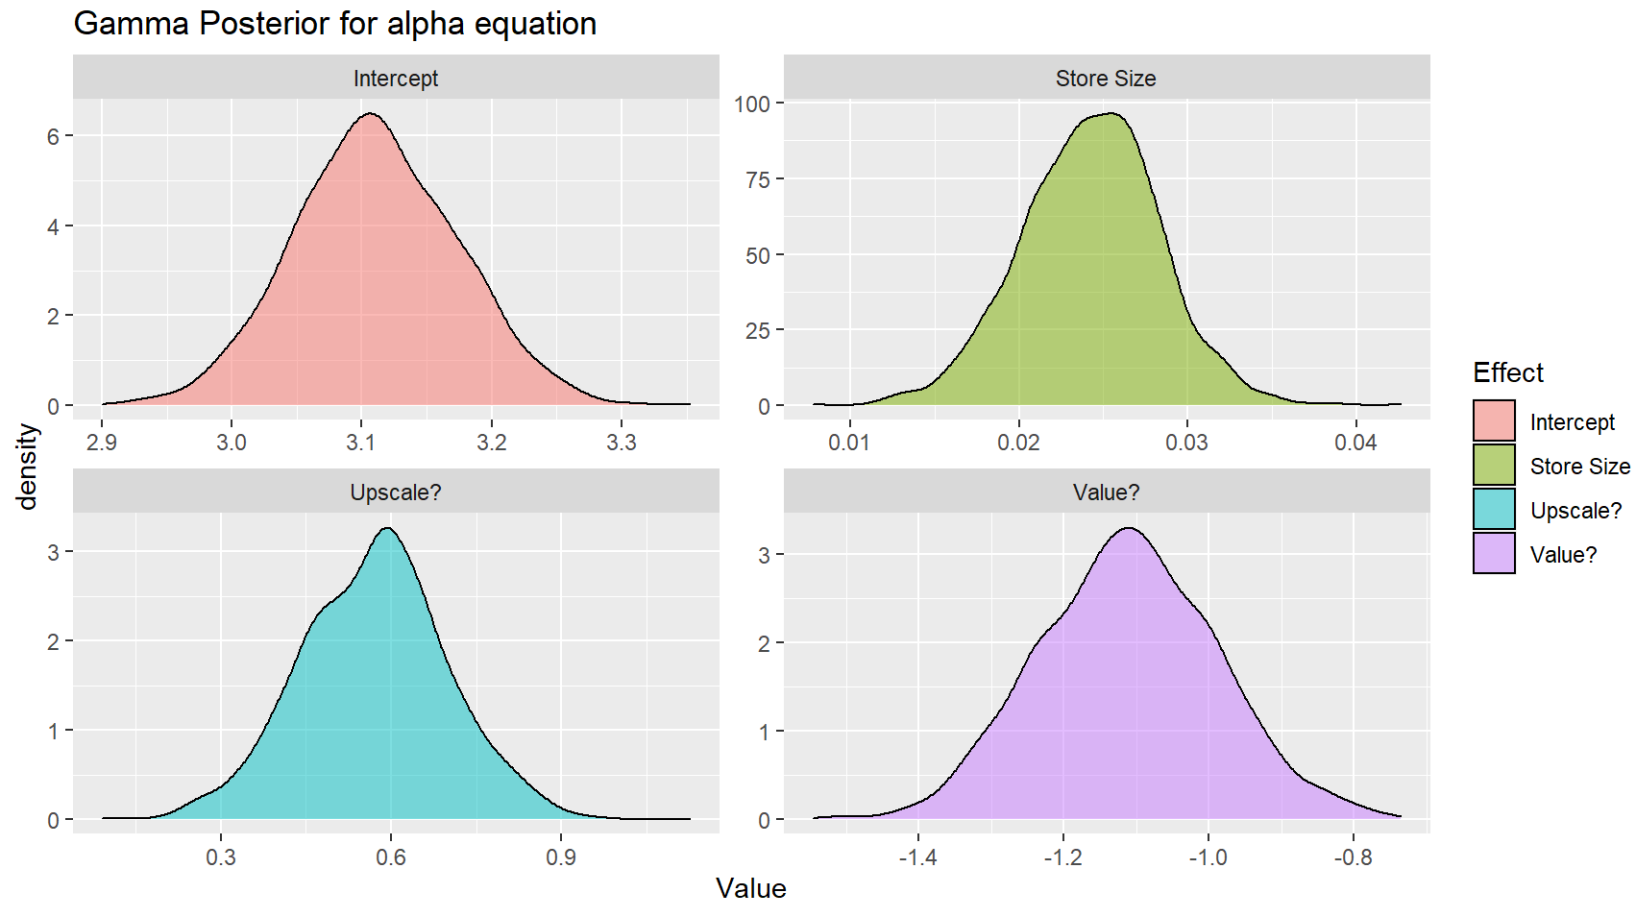 Gamma Posterior for alpha equation
Intercept
Store Size
6
4
2
0
2.9 3.0 3.1 3.2 3.3
100
75
50
25
0
0.01 0.02 0.03 0.04
density
Upscale?
Value?
3
2
1
0
0.3 0.6 0.9
3
2
1
0
-1.4 -1.2 -1.0 -0.8
Value
Effect
Intercept
Store Size
Upscale?
Value?